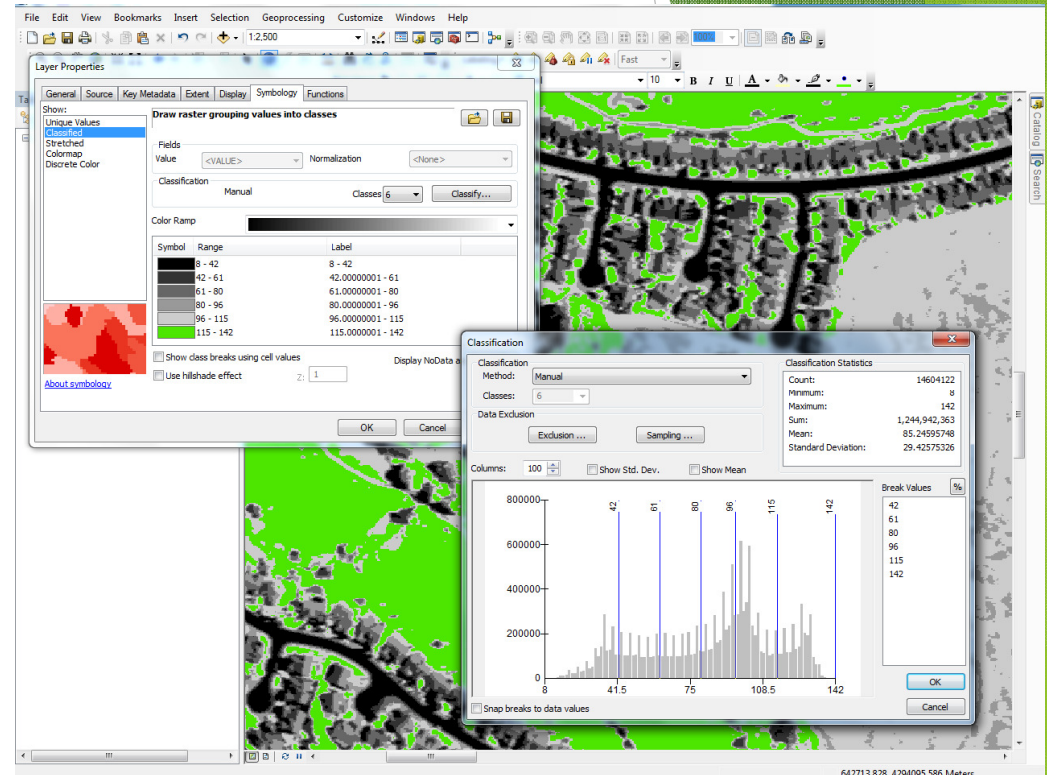 File Edit View Bookmarks Insert Selection Geoprocessing Customize Windows Help
1:2,500 100%
Fast
10 B I U A
Layer Properties
General Source Key Metadata Extent Display Symbology Functions
Show:
Unique Values
Classified
Stretched
Colormap
Discrete Color
Draw raster grouping values into classes
Fields
Value <VALUE> Normalization <None>
Classification
Manual Classes 6 Classify...
Color Ramp
Symbol Range Label
8 - 42 8 - 42
42 - 61 42.00000001 - 61
61 - 80 61.00000001 - 80
80 - 96 80.00000001 - 96
96 - 115 96.00000001 - 115
115 - 142 115.0000001 - 142
Show class breaks using cell values Display NoData
Use hillshade effect Z: 1
About symbology
OK Cancel
Catalog
Search
Classification
Classification
Method: Manual
Classes: 6
Data Exclusion
Exclusion ... Sampling ...
Classification Statistics
Count: 14604122
Minimum: 8
Maximum: 142
Sum: 1,244,942,363
Mean: 85.24595748
Standard Deviation: 29.42575326
Columns: 100 Show Std. Dev. Show Mean
Break Values %
42
61
80
96
115
142
800000
600000
400000
200000
0
42 61 80 96 115 142
8 41.5 75 108.5 142
Snap breaks to data values
OK
Cancel
642713.828 4294095.586 Meters